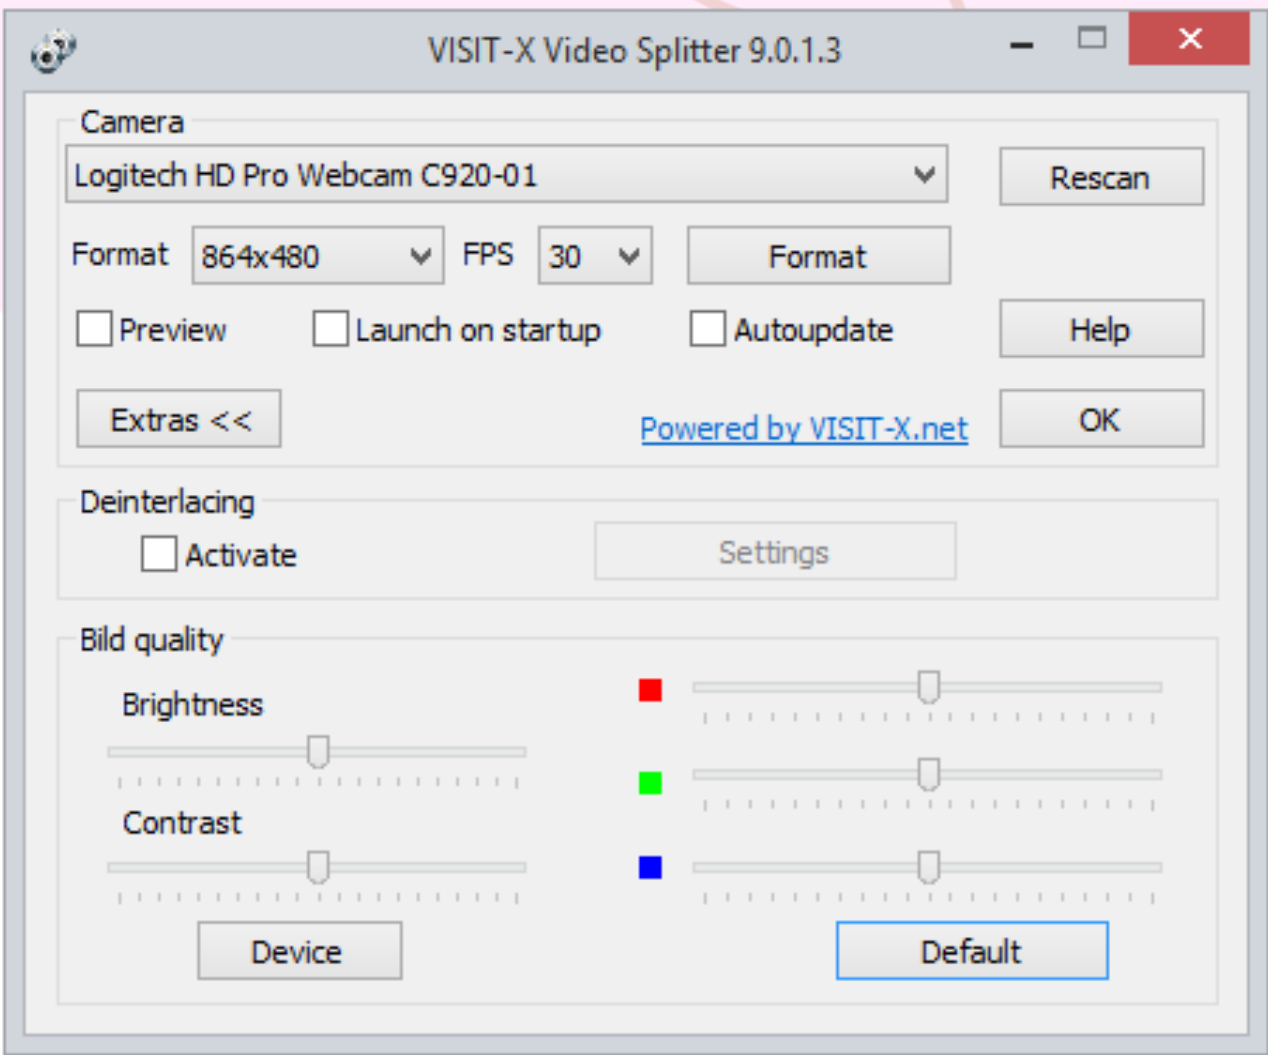 VISIT-X Video Splitter 9.0.1.3
Camera
Logitech HD Pro Webcam C920-01
Rescan
Format 864x480 FPS 30 Format
Preview Launch on startup Autoupdate Help
Extras << Powered by VISIT-X.net OK
Deinterlacing
Activate Settings
Bild quality
Brightness
Contrast
Device Default